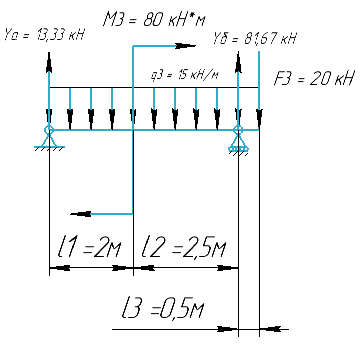 M3 = 80 кН*м
Yа = 13,33 кН
Yб = 81,67 кН
q3 = 15 кН/м
F3 = 20 кН
l1 =2м
l2 =2,5м
l3 =0,5м